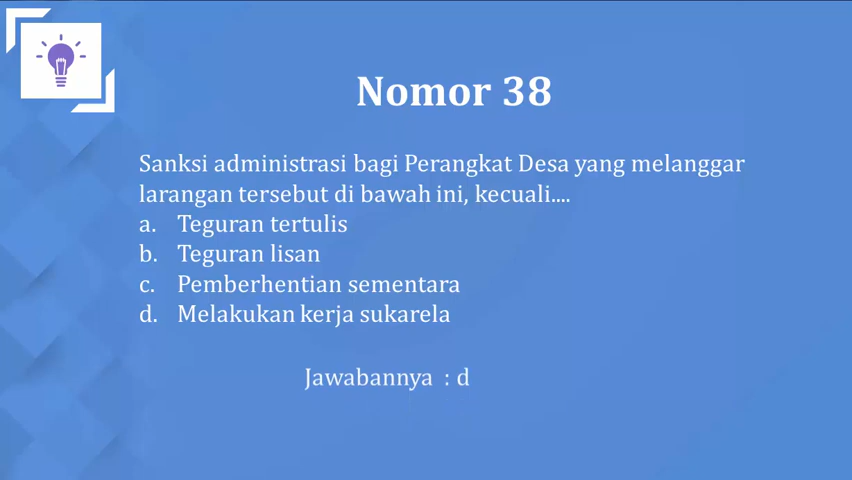 Nomor 38
Sanksi administrasi bagi Perangkat Desa yang melanggar
larangan tersebut di bawah ini, kecuali....
a. Teguran tertulis
b. Teguran lisan
c. Pemberhentian sementara
d. Melakukan kerja sukarela
Jawabannya : d